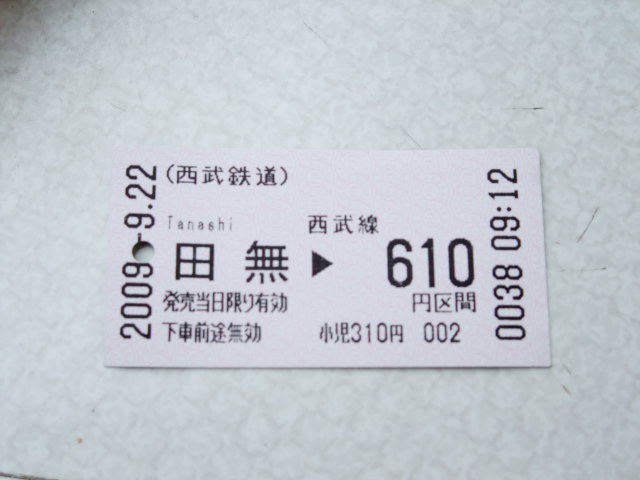 2009.-9.22
(西武鉄道)
Tanashi
西武線
田無▶610
発売当日限り有効
円区間
下車前途無効
小児310円 002
0038 09:12